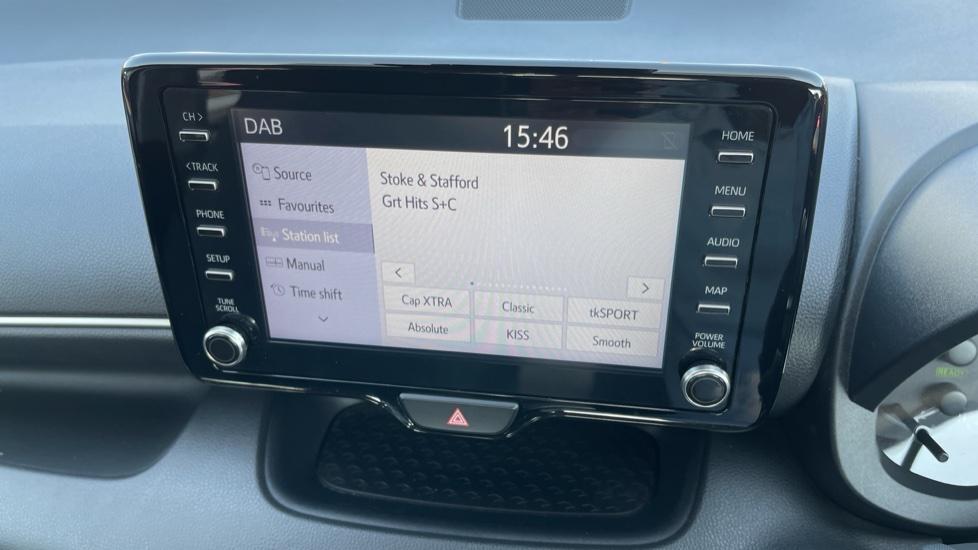 CH >
< TRACK
PHONE
SETUP
TUNE
SCROLL
DAB
15:46
Source
Favourites
Station list
Manual
Time shift
Stoke & Stafford
Grt Hits S+C
<
>
Cap XTRA
Classic
tkSPORT
Absolute
KISS
Smooth
HOME
MENU
AUDIO
MAP
POWER
VOLUME
READY